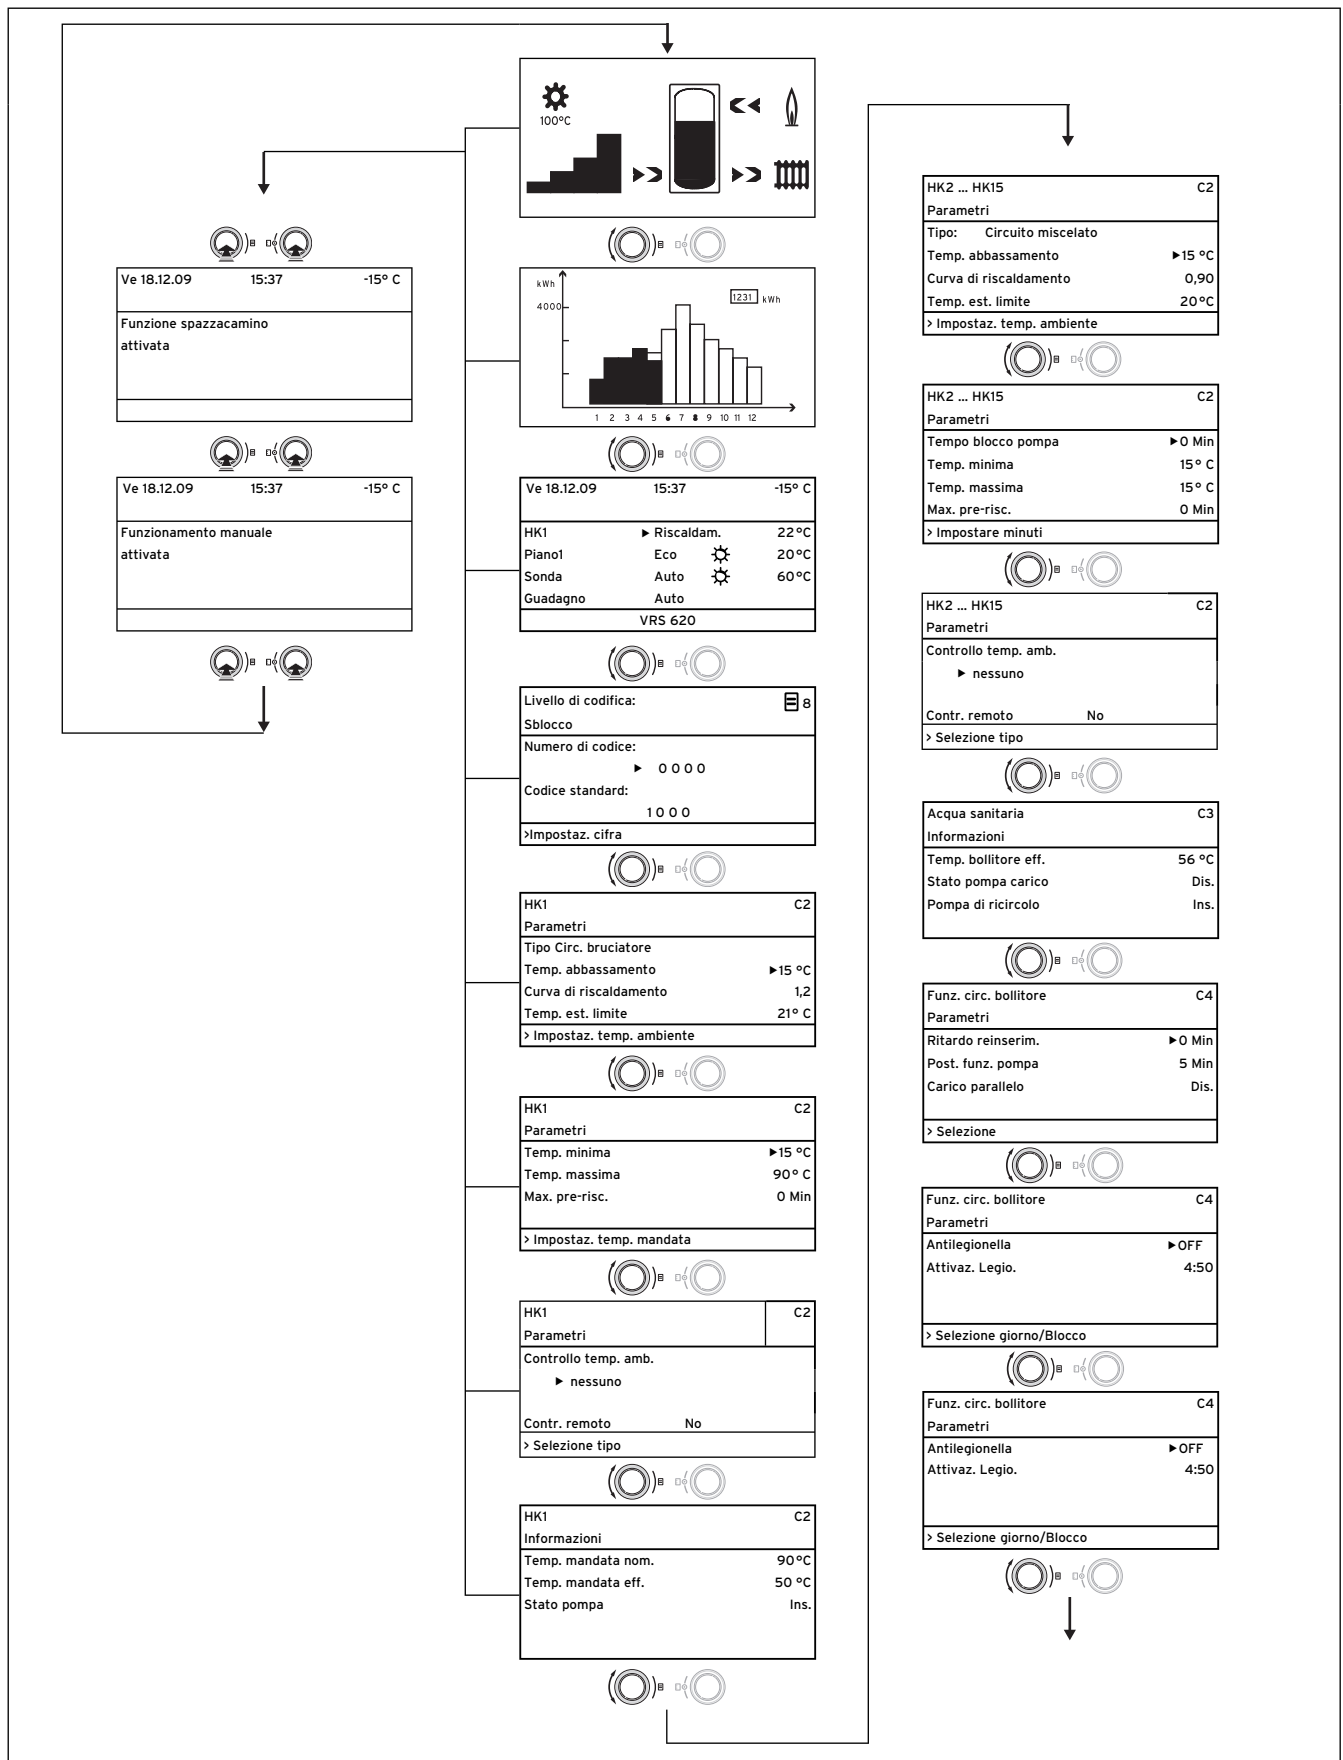 100°C
Ve 18.12.09 15:37 -15° C
Funzione spazzacamino
attivata
Ve 18.12.09 15:37 -15° C
Funzionamento manuale
attivata
kWh
4000
1231 kWh
1 2 3 4 5 6 7 8 9 10 11 12
Ve 18.12.09 15:37 -15° C
HK1 ▶ Riscaldam. 22°C
Piano1 Eco 20°C
Sonda Auto 60°C
Guadagno Auto
VRS 620
Livello di codifica: 8
Sblocco
Numero di codice:
▶ 0 0 0 0
Codice standard:
1 0 0 0
>Impostaz. cifra
HK1 C2
Parametri
Tipo Circ. bruciatore
Temp. abbassamento ▶15 °C
Curva di riscaldamento 1,2
Temp. est. limite 21° C
> Impostaz. temp. ambiente
HK1 C2
Parametri
Temp. minima ▶15 °C
Temp. massima 90° C
Max. pre-risc. 0 Min
> Impostaz. temp. mandata
HK1 C2
Parametri
Controllo temp. amb.
▶ nessuno
Contr. remoto No
> Selezione tipo
HK1 C2
Informazioni
Temp. mandata nom. 90°C
Temp. mandata eff. 50 °C
Stato pompa Ins.
HK2 ... HK15 C2
Parametri
Tipo: Circuito miscelato
Temp. abbassamento ▶15 °C
Curva di riscaldamento 0,90
Temp. est. limite 20°C
> Impostaz. temp. ambiente
HK2 ... HK15 C2
Parametri
Tempo blocco pompa ▶0 Min
Temp. minima 15° C
Temp. massima 15° C
Max. pre-risc. 0 Min
> Impostare minuti
HK2 ... HK15 C2
Parametri
Controllo temp. amb.
▶ nessuno
Contr. remoto No
> Selezione tipo
Acqua sanitaria C3
Informazioni
Temp. bollitore eff. 56 °C
Stato pompa carico Dis.
Pompa di ricircolo Ins.
Funz. circ. bollitore C4
Parametri
Ritardo reinserim. ▶0 Min
Post. funz. pompa 5 Min
Carico parallelo Dis.
> Selezione
Funz. circ. bollitore C4
Parametri
Antilegionella ▶OFF
Attivaz. Legio. 4:50
> Selezione giorno/Blocco
Funz. circ. bollitore C4
Parametri
Antilegionella ▶OFF
Attivaz. Legio. 4:50
> Selezione giorno/Blocco